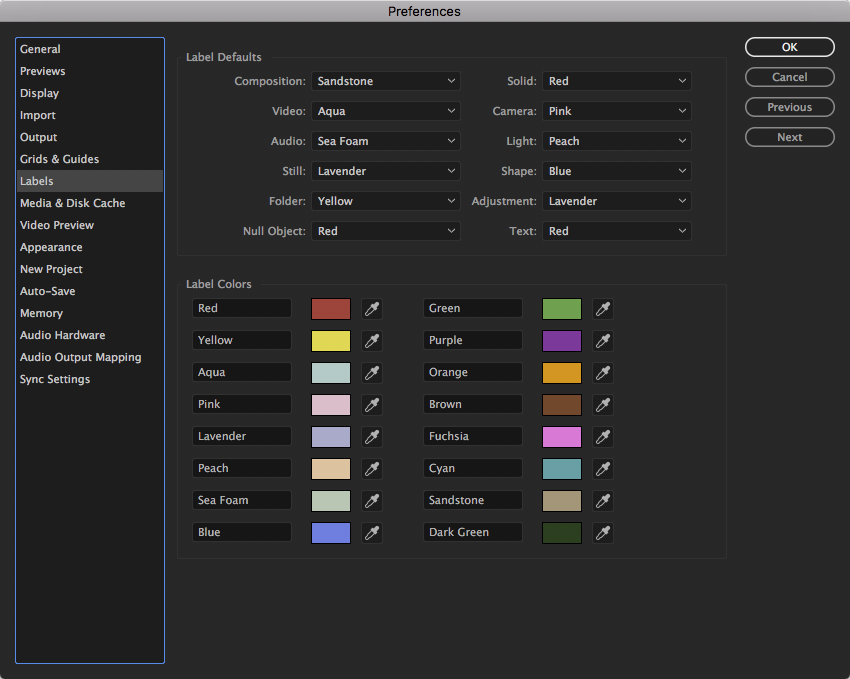 Preferences
General
Previews
Display
Import
Output
Grids & Guides
Labels
Media & Disk Cache
Video Preview
Appearance
New Project
Auto-Save
Memory
Audio Hardware
Audio Output Mapping
Sync Settings
Label Defaults
Composition: Sandstone Solid: Red
Video: Aqua Camera: Pink
Audio: Sea Foam Light: Peach
Still: Lavender Shape: Blue
Folder: Yellow Adjustment: Lavender
Null Object: Red Text: Red
Label Colors
Red Green
Yellow Purple
Aqua Orange
Pink Brown
Lavender Fuchsia
Peach Cyan
Sea Foam Sandstone
Blue Dark Green
OK
Cancel
Previous
Next